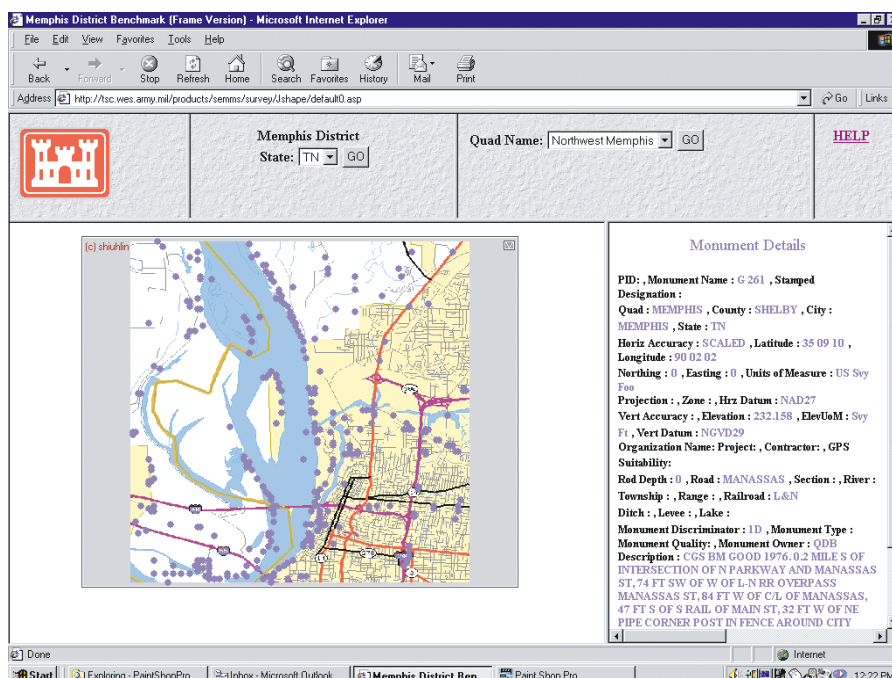 Memphis District Benchmark (Frame Version) - Microsoft Internet Explorer
File Edit View Favorites Tools Help
Back Forward Stop Refresh Home Search Favorites History Mail Print
Address http://tsc.wes.army.mil/products/semms/survey/Jshape/default0.asp Go Links
Memphis District
State: TN GO
Quad Name: Northwest Memphis GO
HELP
(c) shiuhlin
Monument Details
PID: , Monument Name : G 261 , Stamped
Designation :
Quad : MEMPHIS , County : SHELBY , City :
MEMPHIS , State : TN
Horiz Accuracy : SCALED , Latitude : 35 09 10 ,
Longitude : 90 02 02
Northing : 0 , Easting : 0 , Units of Measure : US Svy
Foo
Projection : , Zone : , Hrz Datum : NAD27
Vert Accuracy : , Elevation : 232.158 , ElevUoM : Svy
Ft , Vert Datum : NGVD29
Organization Name: Project: , Contractor: , GPS
Suitability:
Rod Depth : 0 , Road : MANASSAS , Section : , River :
Township : , Range : , Railroad : L&N
Ditch : , Levee : , Lake :
Monument Discriminator : 1D , Monument Type :
Monument Quality: , Monument Owner : QDB
Description : CGS BM GOOD 1976. 0.2 MILE S OF
INTERSECTION OF N PARKWAY AND MANASSAS
ST, 74 FT SW OF W OF L-N RR OVERPASS
MANASSAS ST, 84 FT W OF C/L OF MANASSAS,
47 FT S OF S RAIL OF MAIN ST, 32 FT W OF NE
PIPE CORNER POST IN FENCE AROUND CITY
Done Internet
Start Exploring - PaintShopPro Inbox - Microsoft Outlook Memphis District Ben... Paint Shop Pro 12:22 PM